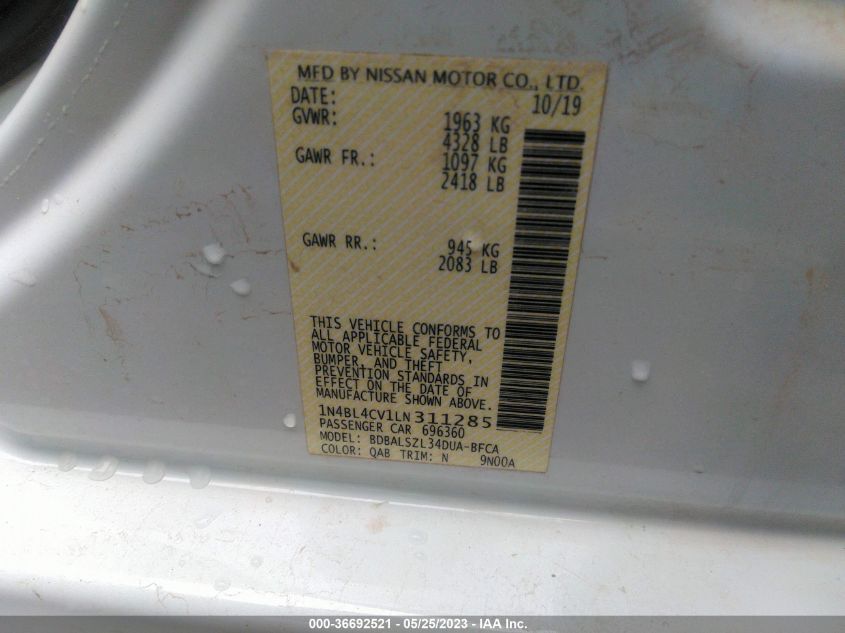 MFD BY NISSAN MOTOR CO., LTD.
DATE: 10/19
GVWR: 1963 KG
4328 LB
GAWR FR.: 1097 KG
2418 LB
GAWR RR.: 945 KG
2083 LB
THIS VEHICLE CONFORMS TO
ALL APPLICABLE FEDERAL
MOTOR VEHICLE SAFETY,
BUMPER, AND THEFT
PREVENTION STANDARDS IN
EFFECT ON THE DATE OF
MANUFACTURE SHOWN ABOVE.
1N4BL4CV1LN311285
PASSENGER CAR 696360
MODEL: BDBALSZL34DUA-BFCA
COLOR: QAB TRIM: N 9N00A
000-36692521 - 05/25/2023 - IAA Inc.